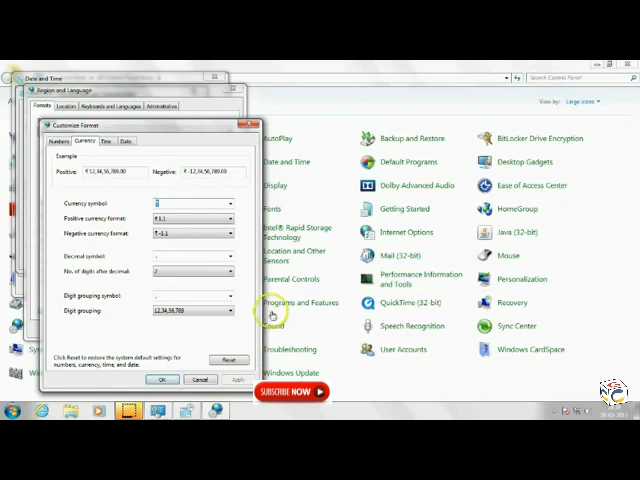 Date and Time
Region and Language
Search Control Panel
Formats Location Keyboards and Languages Administrative
View by: Large icons
Customize Format
Numbers Currency Time Date
Example
Positive: ₹ 12,34,56,789.00 Negative: ₹ -12,34,56,789.00
Currency symbol: ₹
Positive currency format: ₹ 1.1
Negative currency format: ₹ -1.1
Decimal symbol: .
No. of digits after decimal: 2
Digit grouping symbol: ,
Digit grouping: 12,34,56,789
Click Reset to restore the system default settings for
numbers, currency, time, and date.
Reset
OK Cancel Apply
AutoPlay Backup and Restore BitLocker Drive Encryption
Date and Time Default Programs Desktop Gadgets
Display Dolby Advanced Audio Ease of Access Center
Fonts Getting Started HomeGroup
Intel® Rapid Storage
Technology
Internet Options Java (32-bit)
Location and Other
Sensors
Mail (32-bit) Mouse
Parental Controls Performance Information
and Tools
Personalization
Programs and Features QuickTime (32-bit) Recovery
Sound Speech Recognition Sync Center
Troubleshooting User Accounts Windows CardSpace
Windows Update
SUBSCRIBE NOW